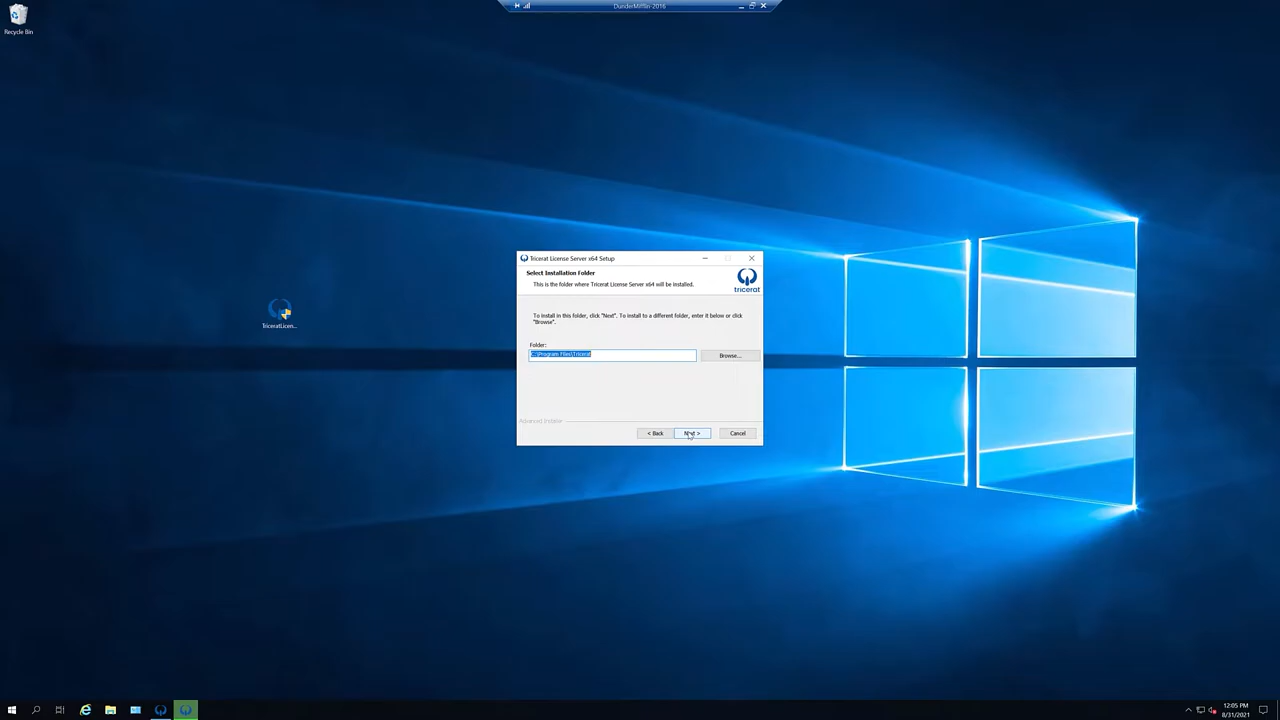 DunderMifflin-2016
Recycle Bin
Tricerat License Server x64 Setup
Select Installation Folder
This is the folder where Tricerat License Server x64 will be installed.
tricerat
To install in this folder, click "Next". To install to a different folder, enter it below or click
"Browse".
Folder:
C:\Program Files\Tricerat
Browse...
TriceratLicen...
Advanced Installer
< Back
Next >
Cancel
12:05 PM
8/31/2021